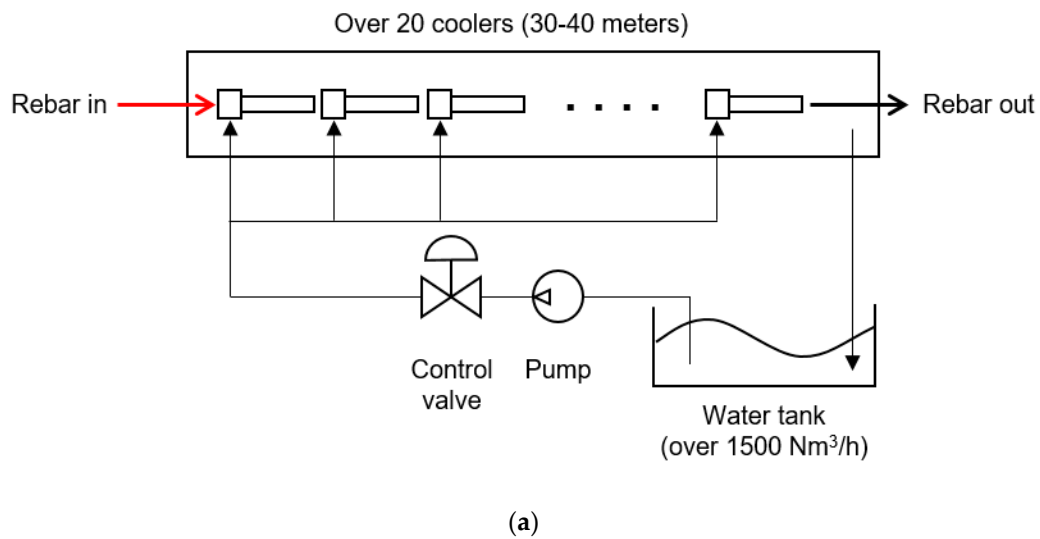 Over 20 coolers (30-40 meters)
Rebar in
Rebar out
Control
valve
Pump
Water tank
(over 1500 Nm³/h)
(a)